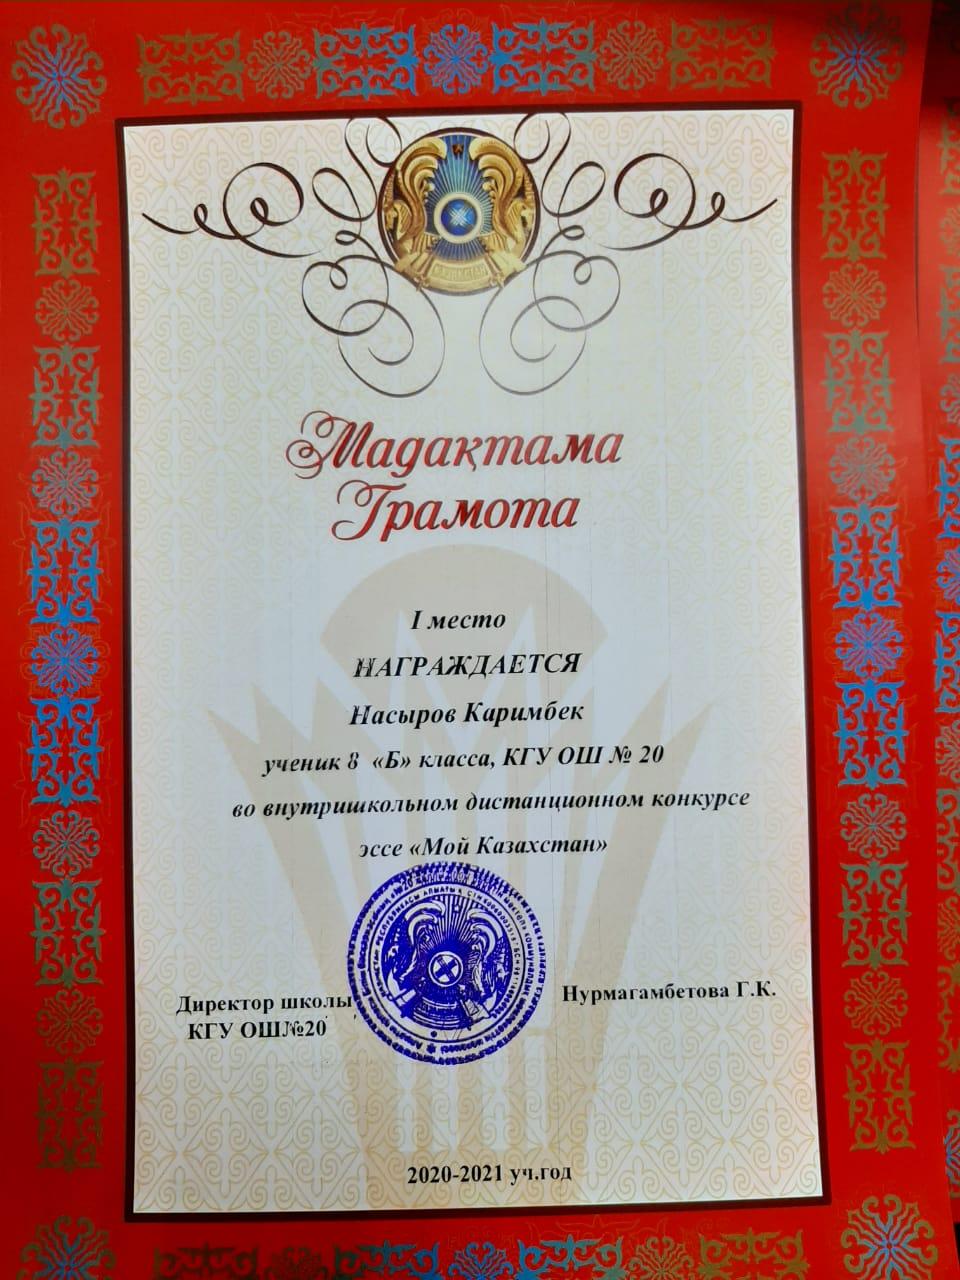 ҚАЗАҚСТАН
Мадақтама
Грамота
I место
НАГРАЖДАЕТСЯ
Насыров Каримбек
ученик 8 «Б» класса, КГУ ОШ № 20
во внутришкольном дистанционном конкурсе
эссе «Мой Казахстан»
Директор школы
КГУ ОШ№20
Нурмагамбетова Г.К.
2020-2021 уч.год